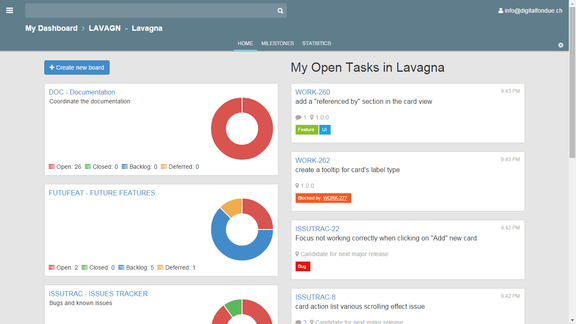 info@digitalfondue.ch
My Dashboard > LAVAGN - Lavagna
HOME MILESTONES STATISTICS
+ Create new board
DOC - Documentation
Coordinate the documentation
Open: 26 Closed: 0 Backlog: 0 Deferred: 0
FUTUFEAT - FUTURE FEATURES
Open: 2 Closed: 0 Backlog: 5 Deferred: 1
ISSUTRAC - ISSUES TRACKER
Bugs and known issues
My Open Tasks in Lavagna
WORK-260 9:43 PM
add a "referenced by" section in the card view
1 1.0.0
Feature UI
WORK-262 9:43 PM
create a tooltip for card's label type
1.0.0
Blocked by: WORK-277
ISSUTRAC-22 9:42 PM
Focus not working correctly when clicking on "Add" new card
Candidate for next major release
Bug
ISSUTRAC-8 9:42 PM
card action list various scrolling effect issue
3 Candidate for next major release